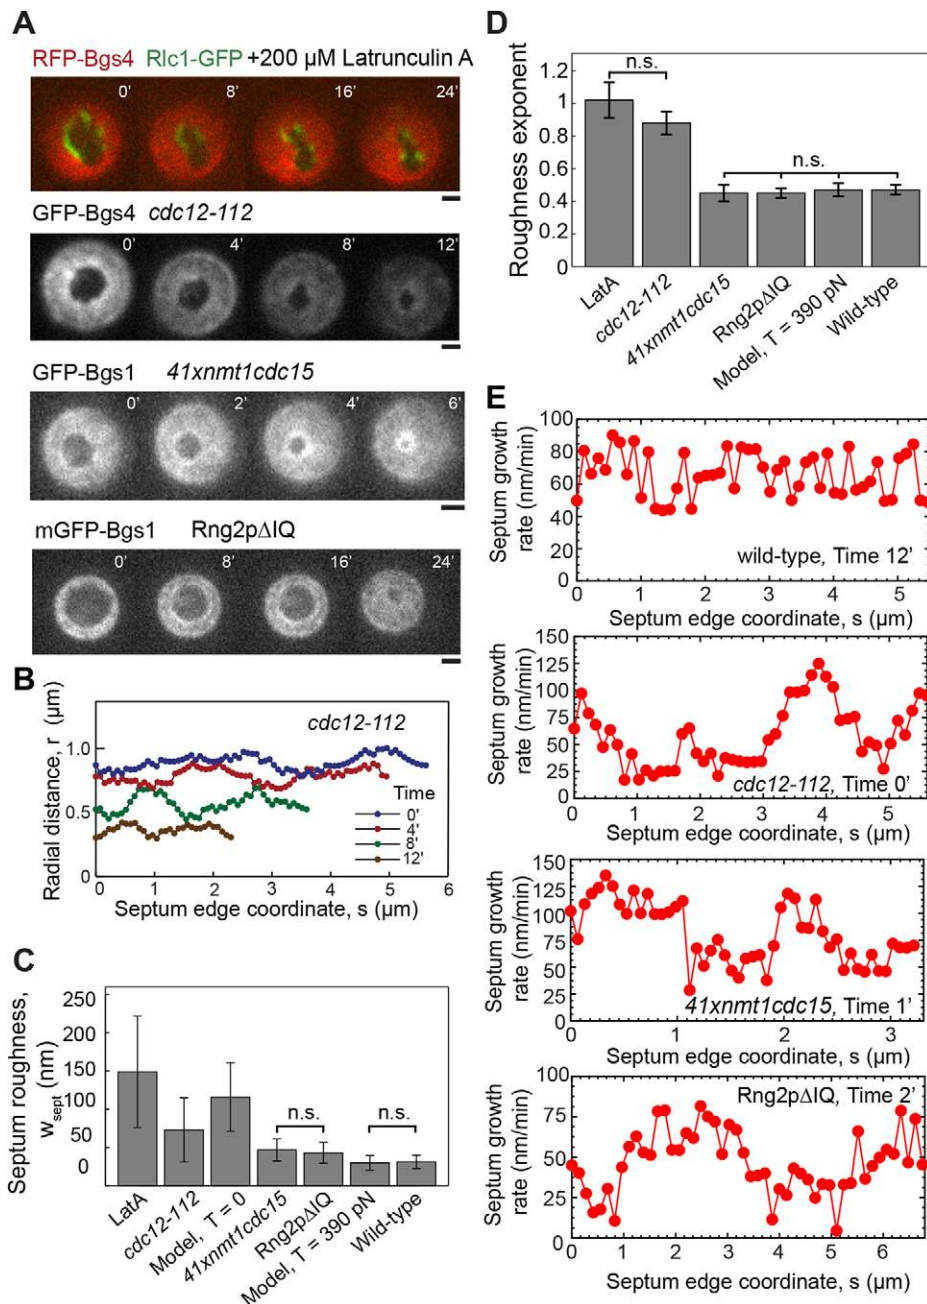 A
RFP-Bgs4 Rlc1-GFP +200 µM Latrunculin A
0' 8' 16' 24'
GFP-Bgs4 cdc12-112
0' 4' 8' 12'
GFP-Bgs1 41xnmt1cdc15
0' 2' 4' 6'
mGFP-Bgs1 Rng2pΔIQ
0' 8' 16' 24'
B
Radial distance, r (µm)
1.0
0.5
0
cdc12-112
Time
0'
4'
8'
12'
0 1 2 3 4 5 6
Septum edge coordinate, s (µm)
C
Septum roughness,
w_sept (nm)
250
200
150
100
50
0
n.s. n.s.
LatA
cdc12-112
Model, T = 0
41xnmt1cdc15
Rng2pΔIQ
Model, T = 390 pN
Wild-type
D
Roughness exponent
1.2
1
0.8
0.6
0.4
0.2
0
n.s.
n.s.
LatA
cdc12-112
41xnmt1cdc15
Rng2pΔIQ
Model, T = 390 pN
Wild-type
E
Septum growth
rate (nm/min)
100
80
60
40
20
0
wild-type, Time 12'
0 1 2 3 4 5
Septum edge coordinate, s (µm)
Septum growth
rate (nm/min)
150
125
100
75
50
25
0
cdc12-112, Time 0'
0 1 2 3 4 5
Septum edge coordinate, s (µm)
Septum growth
rate (nm/min)
150
125
100
75
50
25
0
41xnmt1cdc15, Time 1'
0 1 2 3
Septum edge coordinate, s (µm)
Septum growth
rate (nm/min)
100
75
50
25
0
Rng2pΔIQ, Time 2'
0 1 2 3 4 5 6
Septum edge coordinate, s (µm)